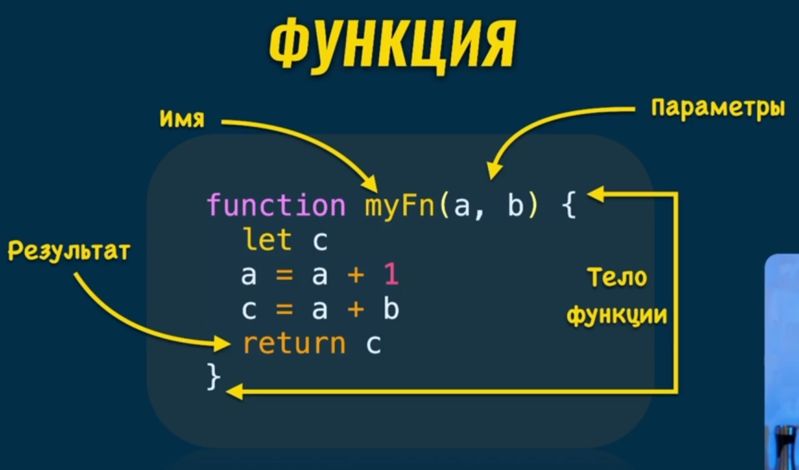 ФУНКЦИЯ
Имя
Параметры
function myFn(a, b) {
let c
Результат
a = a + 1
Тело
функции
c = a + b
return c
}